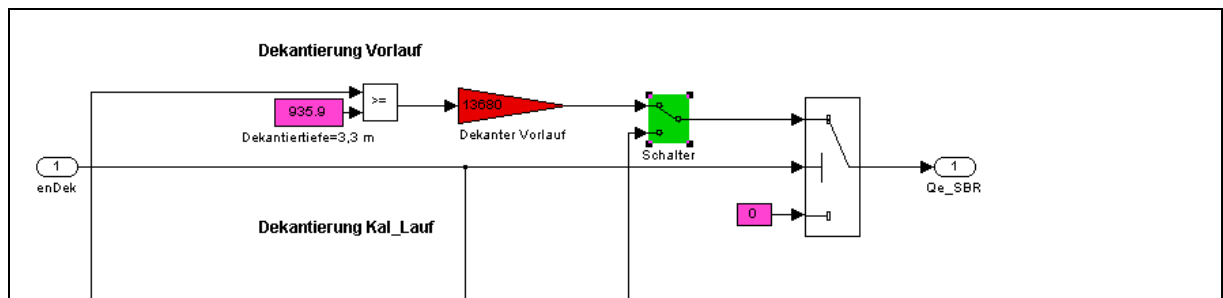 Dekantierung Vorlauf
>=
935.9
13680
Dekantiertiefe=3,3 m
Dekanter Vorlauf
Schalter
1
enDek
1
Qe_SBR
0
Dekantierung Kal_Lauf